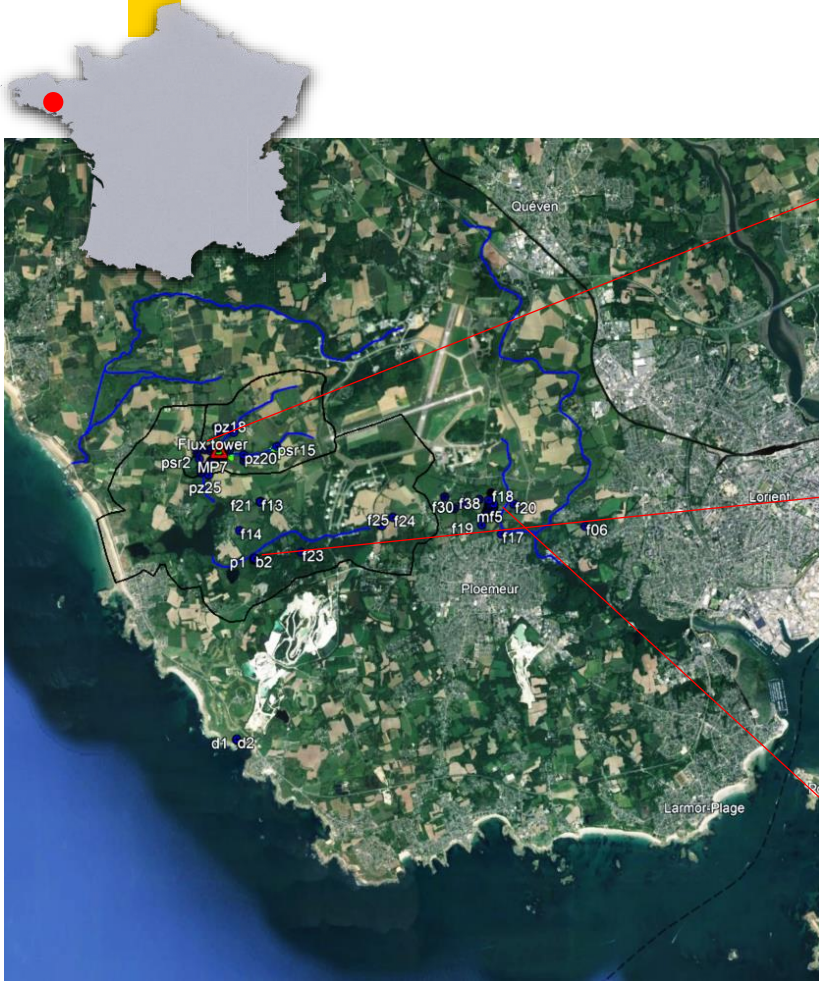 Quéven
pz18
Flux tower
psr2
pz20
psr15
MP7
pz25
f21
f13
f14
f25
f24
f30
f38
f18
f20
mf5
f19
f17
f06
Lorient
p1
b2
f23
Ploemeur
d1
d2
Larmor-Plage